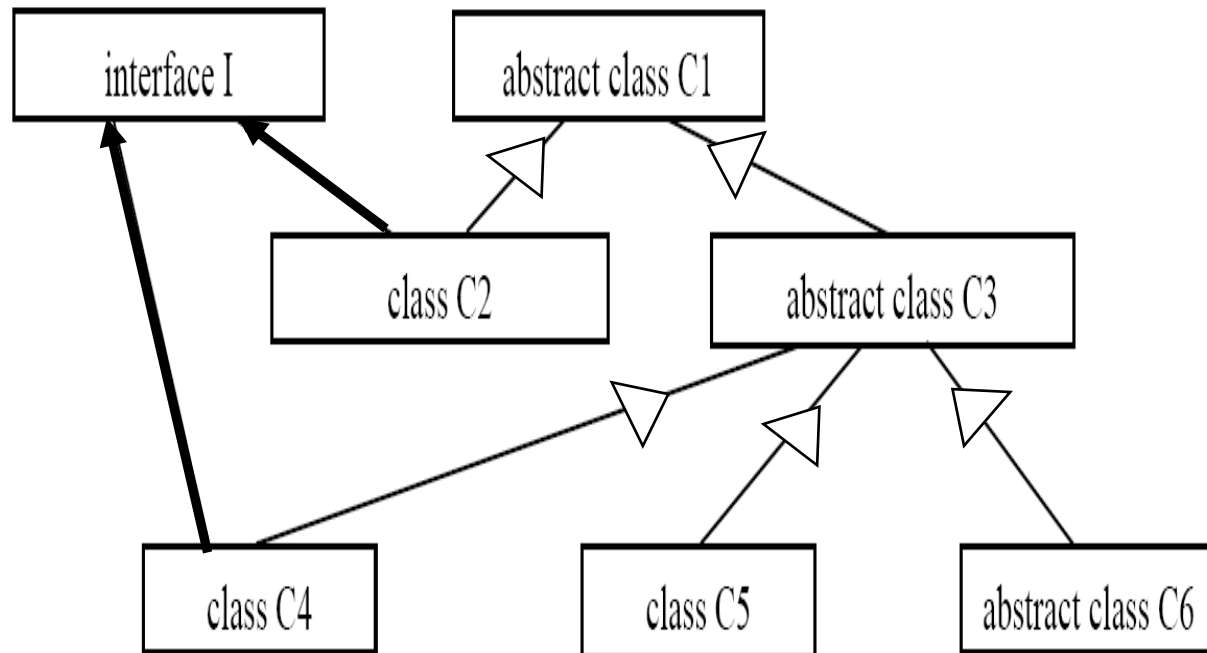 interface I
abstract class C1
class C2
abstract class C3
class C4
class C5
abstract class C6